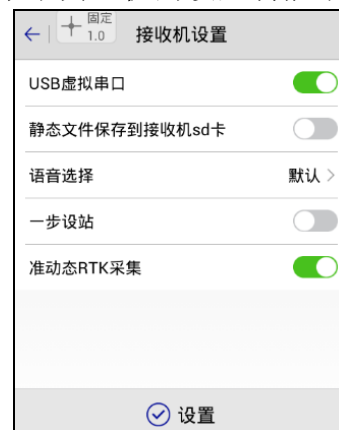 固定
1.0
接收机设置
USB虚拟串口
静态文件保存到接收机sd卡
语音选择
默认 >
一步设站
准动态RTK采集
设置